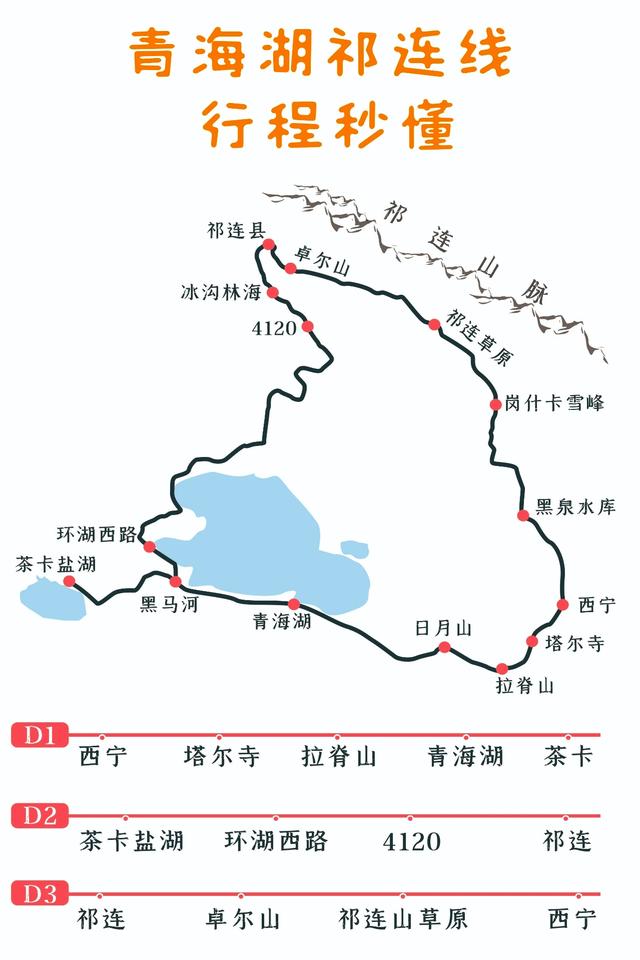 青海湖祁连线
行程秒懂
祁连山脉
祁连县
卓尔山
冰沟林海
4120
祁连草原
岗什卡雪峰
黑泉水库
环湖西路
茶卡盐湖
黑马河
青海湖
日月山
西宁
塔尔寺
拉脊山
D1
西宁 塔尔寺 拉脊山 青海湖 茶卡
D2
茶卡盐湖 环湖西路 4120 祁连
D3
祁连 卓尔山 祁连山草原 西宁